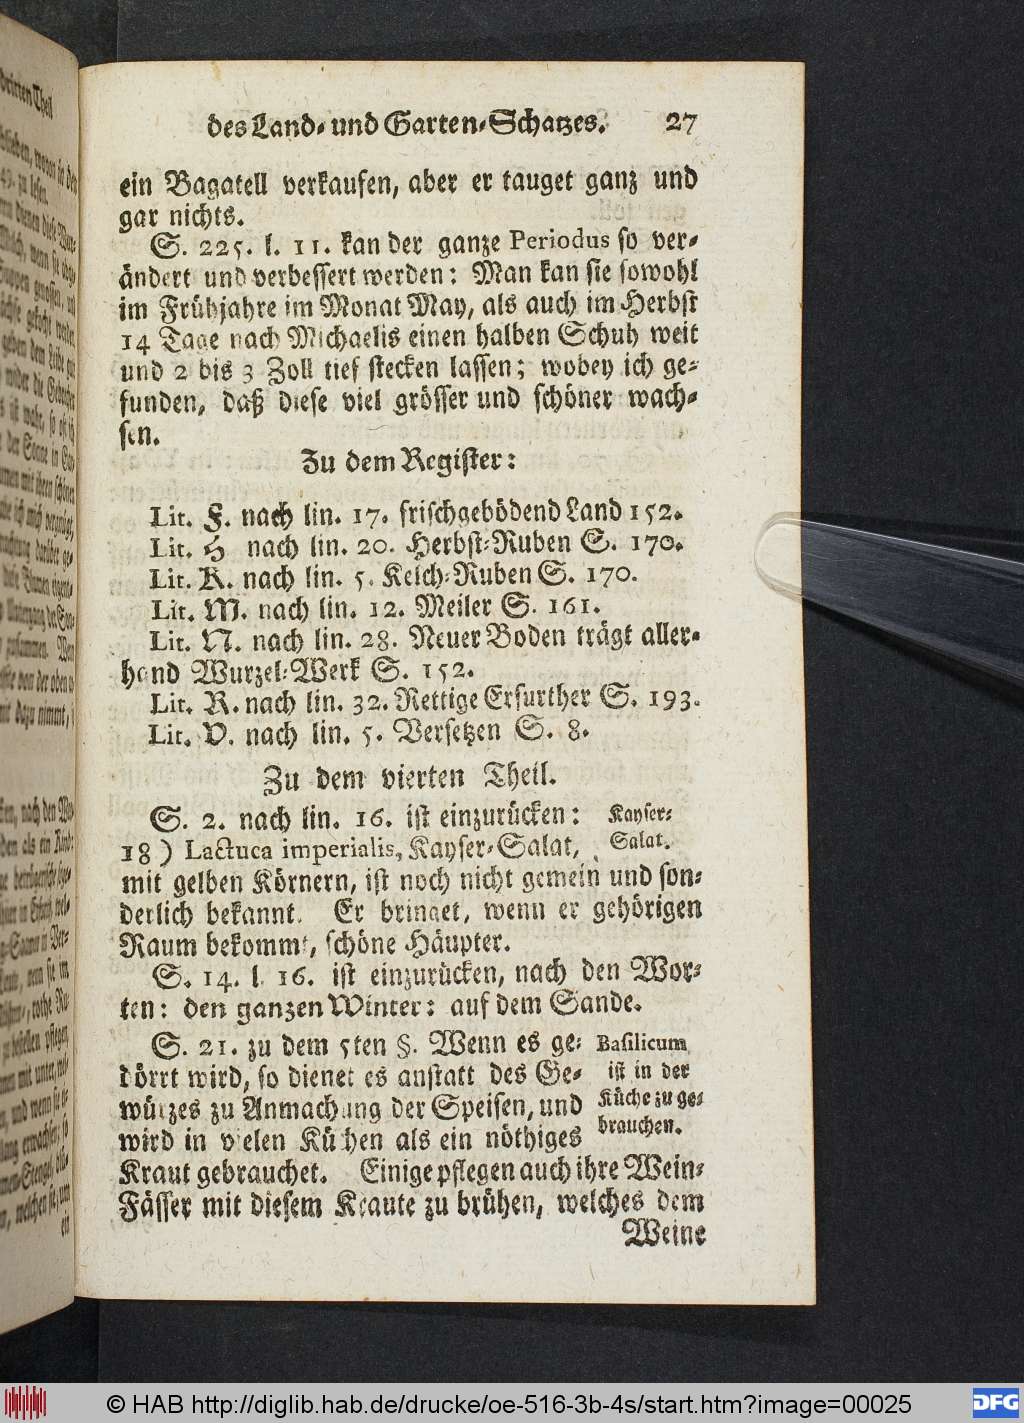 des Land- und Garten-Schatzes. 27
ein Bagatell verkaufen, aber er tauget ganz und
gar nichts.
S. 225. l. 11. kan der ganze Periodus so ver-
ändert und verbessert werden: Man kan sie sowohl
im Frühjahre im Monat May, als auch im Herbst
14 Tage nach Michaelis einen halben Schuh weit
und 2 bis 3 Zoll tief stecken lassen; wobey ich ge-
funden, daß diese viel grösser und schöner wach-
sen.
Zu dem Register:
Lit. F. nach lin. 17. frischgebödend Land 152.
Lit. H nach lin. 20. Herbst-Ruben S. 170.
Lit. K. nach lin. 5. Kelch-Ruben S. 170.
Lit. M. nach lin. 12. Meiler S. 161.
Lit. N. nach lin. 28. Neuer Boden trägt aller-
hand Wurzel-Werk S. 152.
Lit. R. nach lin. 32. Rettige Erfurther S. 193.
Lit. V. nach lin. 5. Versetzen S. 8.
Zu dem vierten Theil.
S. 2. nach lin. 16. ist einzurücken:
Kayser-
Salat.
18) Lactuca imperialis, Kayser-Salat,
mit gelben Körnern, ist noch nicht gemein und son-
derlich bekannt. Er bringet, wenn er gehörigen
Raum bekommt, schöne Häupter.
S. 14. l. 16. ist einzurücken, nach den Wor-
ten: den ganzen Winter: auf dem Sande.
S. 21. zu dem 5ten §. Wenn es ge-
dörrt wird, so dienet es anstatt des Ge-
würzes zu Anmachung der Speisen, und
wird in vielen Küchen als ein nöthiges
Basilicum
ist in der
Küche zu ge-
brauchen.
Kraut gebrauchet. Einige pflegen auch ihre Wein-
Fässer mit diesem Kraute zu brühen, welches dem
Weine
© HAB http://diglib.hab.de/drucke/oe-516-3b-4s/start.htm?image=00025
DFG